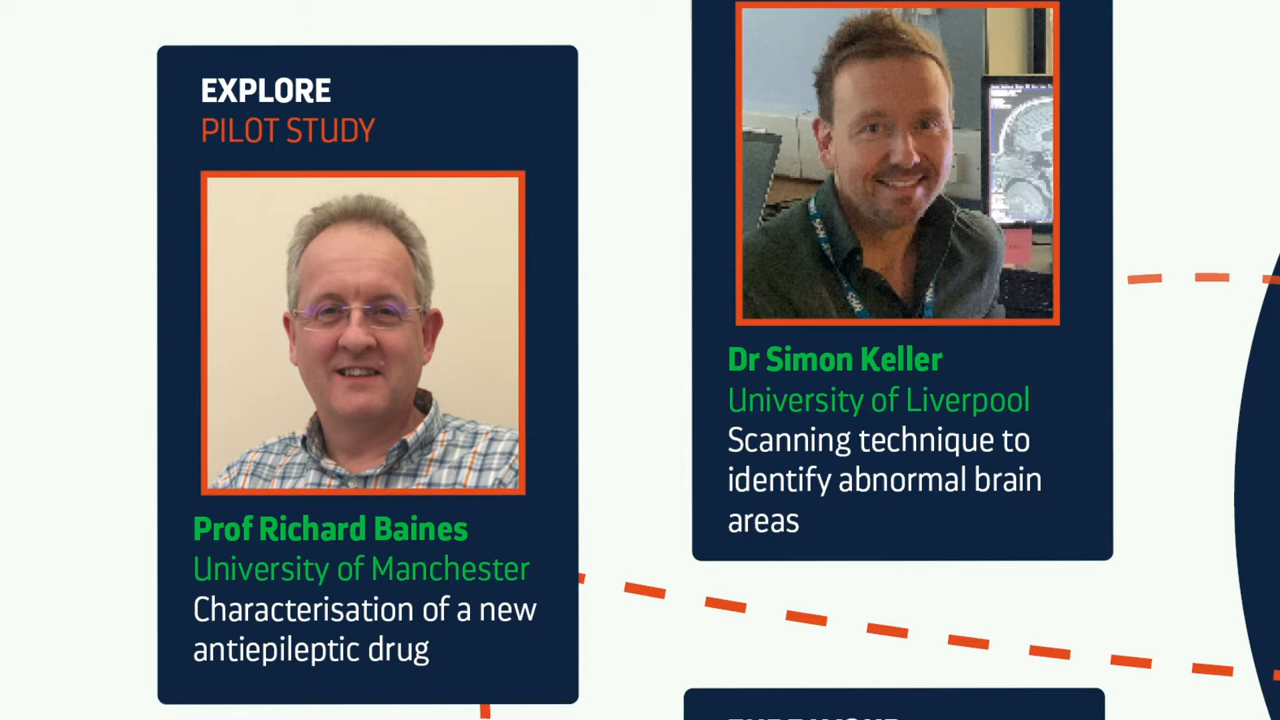 EXPLORE
PILOT STUDY
Prof Richard Baines
University of Manchester
Characterisation of a new
antiepileptic drug
Dr Simon Keller
University of Liverpool
Scanning technique to
identify abnormal brain
areas